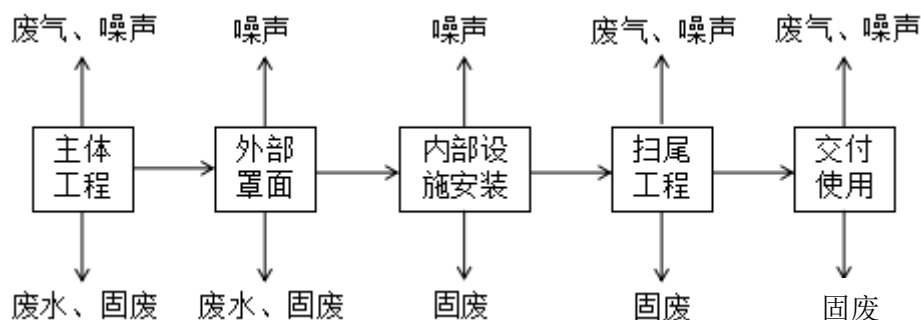 废气、噪声
噪声
噪声
废气、噪声
废气、噪声
主体
工程
外部
罩面
内部设
施安装
扫尾
工程
交付
使用
废水、固废
废水、固废
固废
固废
固废